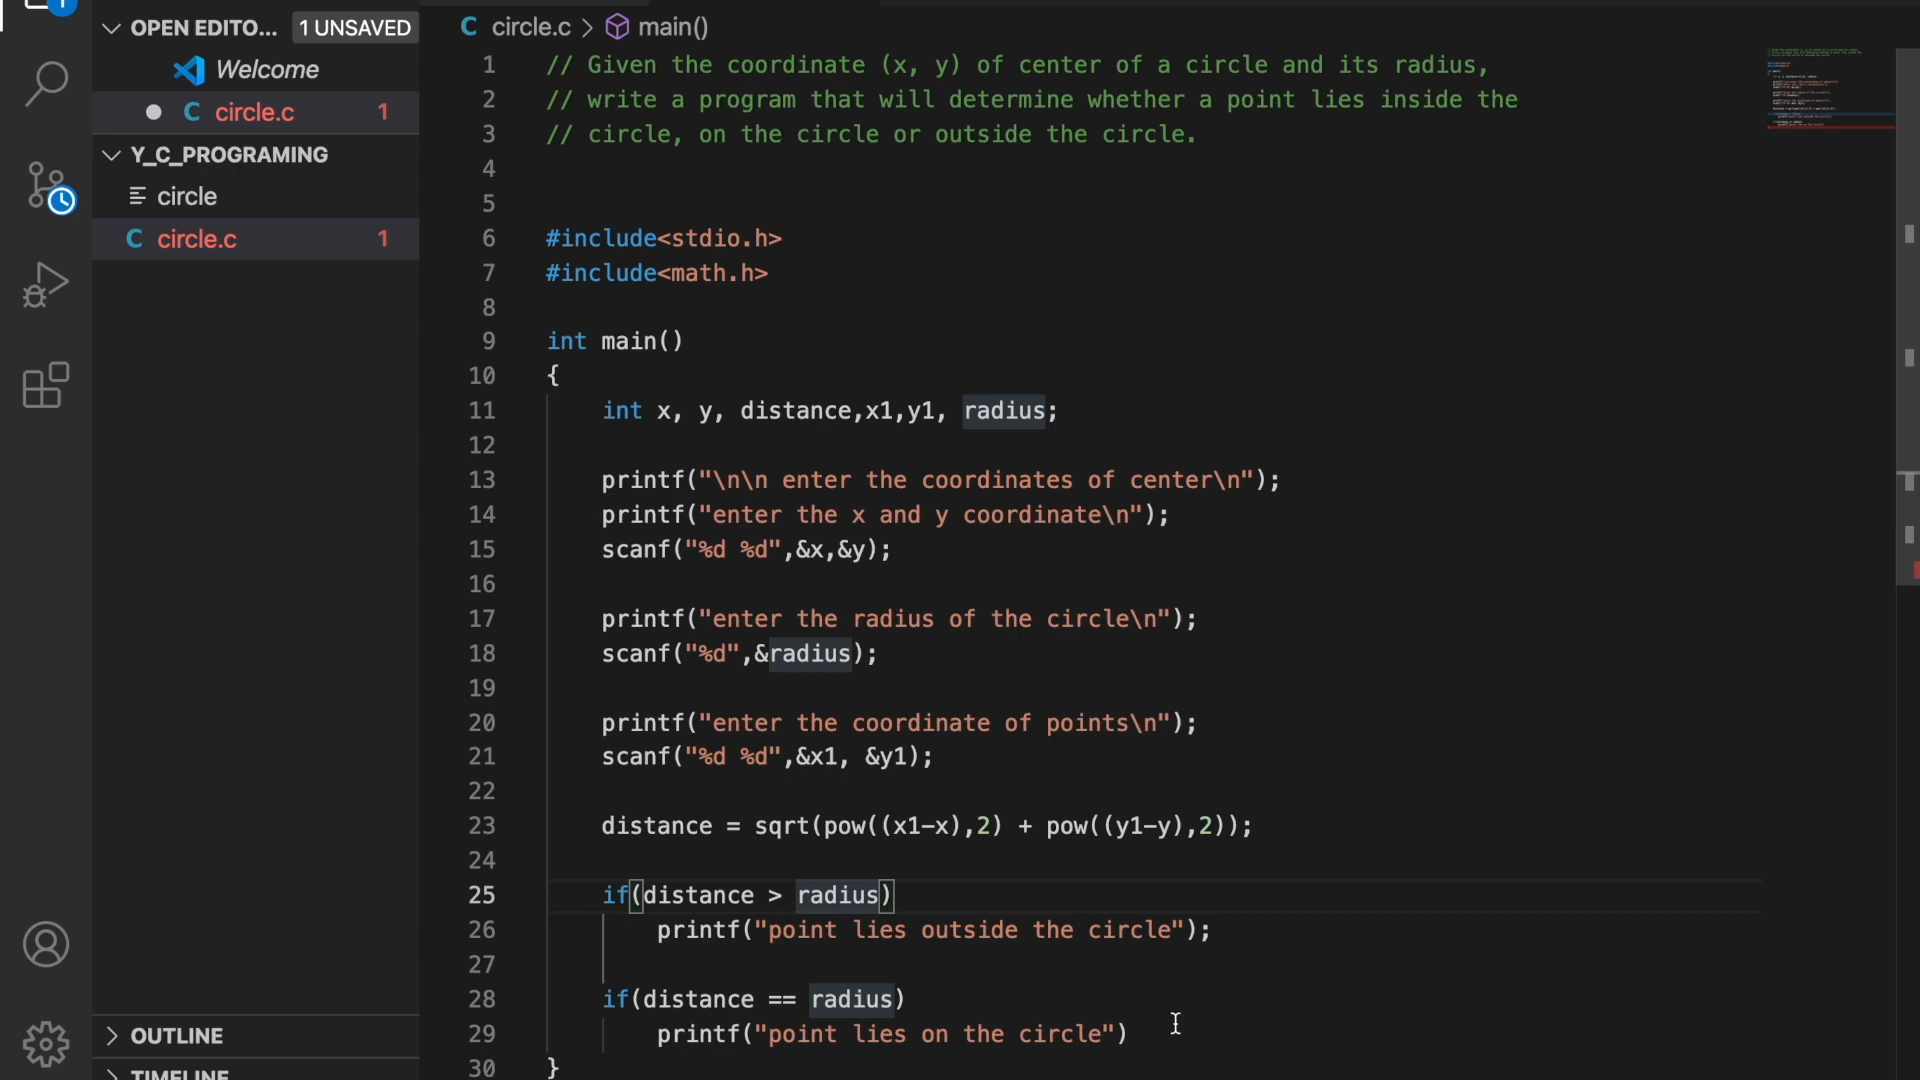 1
OPEN EDITO... 1 UNSAVED
Welcome
C circle.c 1
Y_C_PROGRAMING
circle
C circle.c 1
OUTLINE
TIMELINE
C circle.c > main()
1 // Given the coordinate (x, y) of center of a circle and its radius,
2 // write a program that will determine whether a point lies inside the
3 // circle, on the circle or outside the circle.
4
5
6 #include<stdio.h>
7 #include<math.h>
8
9 int main()
10 {
11 int x, y, distance,x1,y1, radius;
12
13 printf("\n\n enter the coordinates of center\n");
14 printf("enter the x and y coordinate\n");
15 scanf("%d %d",&x,&y);
16
17 printf("enter the radius of the circle\n");
18 scanf("%d",&radius);
19
20 printf("enter the coordinate of points\n");
21 scanf("%d %d",&x1, &y1);
22
23 distance = sqrt(pow((x1-x),2) + pow((y1-y),2));
24
25 if(distance > radius)
26 printf("point lies outside the circle");
27
28 if(distance == radius)
29 printf("point lies on the circle")
30 }